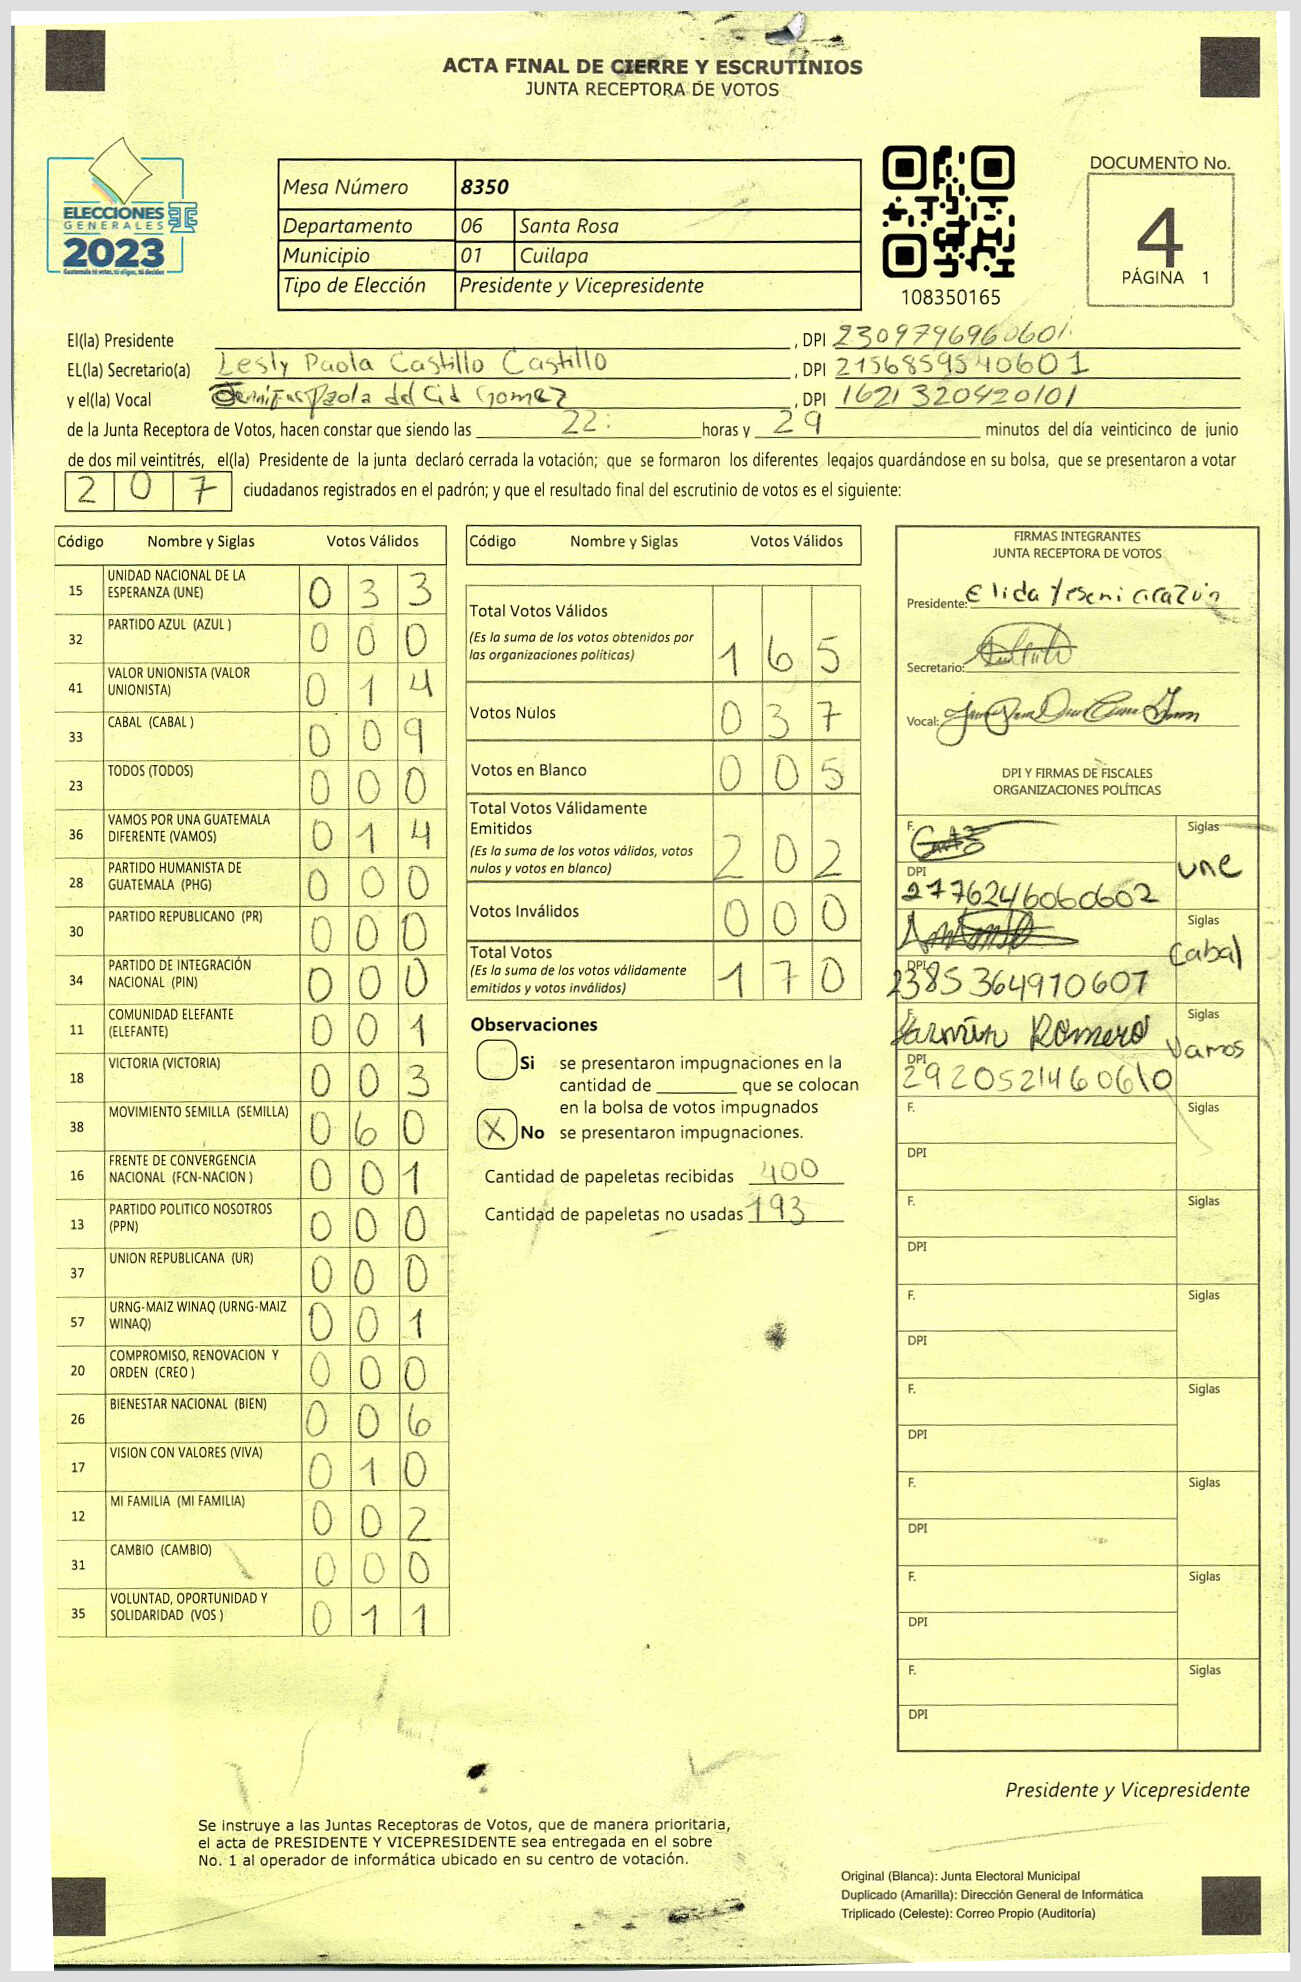 ACTA FINAL DE CIERRE Y ESCRUTINIOS
JUNTA RECEPTORA DE VOTOS
ELECCIONES
GENERALES
2023
Guatemala tú votas, tú eliges, tú decides
Mesa Número 8350
Departamento 06 Santa Rosa
Municipio 01 Cuilapa
Tipo de Elección Presidente y Vicepresidente
108350165
DOCUMENTO No.
4
PÁGINA 1
El(la) Presidente , DPI 2309796960601
EL(la) Secretario(a) Lesly Paola Castillo Castillo , DPI 2156859540601
y el(la) Vocal Jennifer Paola del Cid Gomez , DPI 1621320420101
de la Junta Receptora de Votos, hacen constar que siendo las 22: horas y 29 minutos del día veinticinco de junio
de dos mil veintitrés, el(la) Presidente de la junta declaró cerrada la votación; que se formaron los diferentes legajos guardándose en su bolsa, que se presentaron a votar
2 0 7 ciudadanos registrados en el padrón; y que el resultado final del escrutinio de votos es el siguiente:
Código Nombre y Siglas Votos Válidos
15 UNIDAD NACIONAL DE LA ESPERANZA (UNE) 0 3 3
32 PARTIDO AZUL (AZUL ) 0 0 0
41 VALOR UNIONISTA (VALOR UNIONISTA) 0 1 4
33 CABAL (CABAL ) 0 0 9
23 TODOS (TODOS) 0 0 0
36 VAMOS POR UNA GUATEMALA DIFERENTE (VAMOS) 0 1 4
28 PARTIDO HUMANISTA DE GUATEMALA (PHG) 0 0 0
30 PARTIDO REPUBLICANO (PR) 0 0 0
34 PARTIDO DE INTEGRACIÓN NACIONAL (PIN) 0 0 0
11 COMUNIDAD ELEFANTE (ELEFANTE) 0 0 1
18 VICTORIA (VICTORIA) 0 0 3
38 MOVIMIENTO SEMILLA (SEMILLA) 0 6 0
16 FRENTE DE CONVERGENCIA NACIONAL (FCN-NACION ) 0 0 1
13 PARTIDO POLITICO NOSOTROS (PPN) 0 0 0
37 UNION REPUBLICANA (UR) 0 0 0
57 URNG-MAIZ WINAQ (URNG-MAIZ WINAQ) 0 0 1
20 COMPROMISO, RENOVACION Y ORDEN (CREO ) 0 0 0
26 BIENESTAR NACIONAL (BIEN) 0 0 6
17 VISION CON VALORES (VIVA) 0 1 0
12 MI FAMILIA (MI FAMILIA) 0 0 2
31 CAMBIO (CAMBIO) 0 0 0
35 VOLUNTAD, OPORTUNIDAD Y SOLIDARIDAD (VOS ) 0 1 1
Código Nombre y Siglas Votos Válidos
Total Votos Válidos
(Es la suma de los votos obtenidos por
las organizaciones políticas) 1 6 5
Votos Nulos 0 3 7
Votos en Blanco 0 0 5
Total Votos Válidamente
Emitidos
(Es la suma de los votos válidos, votos
nulos y votos en blanco) 2 0 2
Votos Inválidos 0 0 0
Total Votos
(Es la suma de los votos válidamente
emitidos y votos inválidos) 1 7 0
Observaciones
Si se presentaron impugnaciones en la
cantidad de que se colocan
en la bolsa de votos impugnados
X No se presentaron impugnaciones.
Cantidad de papeletas recibidas 400
Cantidad de papeletas no usadas 193
FIRMAS INTEGRANTES
JUNTA RECEPTORA DE VOTOS
Presidente: Elida Yeseni
Secretario:
Vocal:
DPI Y FIRMAS DE FISCALES
ORGANIZACIONES POLÍTICAS
F. Siglas
une
DPI 2776246060602
Siglas
Cabal
DPI 2385364970607
F. Yarmin Romero Siglas
Vamos
DPI 2920521460610
F. Siglas
DPI
F. Siglas
DPI
F. Siglas
DPI
F. Siglas
DPI
F. Siglas
DPI
F. Siglas
DPI
F. Siglas
DPI
Presidente y Vicepresidente
Se instruye a las Juntas Receptoras de Votos, que de manera prioritaria,
el acta de PRESIDENTE Y VICEPRESIDENTE sea entregada en el sobre
No. 1 al operador de informática ubicado en su centro de votación.
Original (Blanca): Junta Electoral Municipal
Duplicado (Amarilla): Dirección General de Informática
Triplicado (Celeste): Correo Propio (Auditoría)